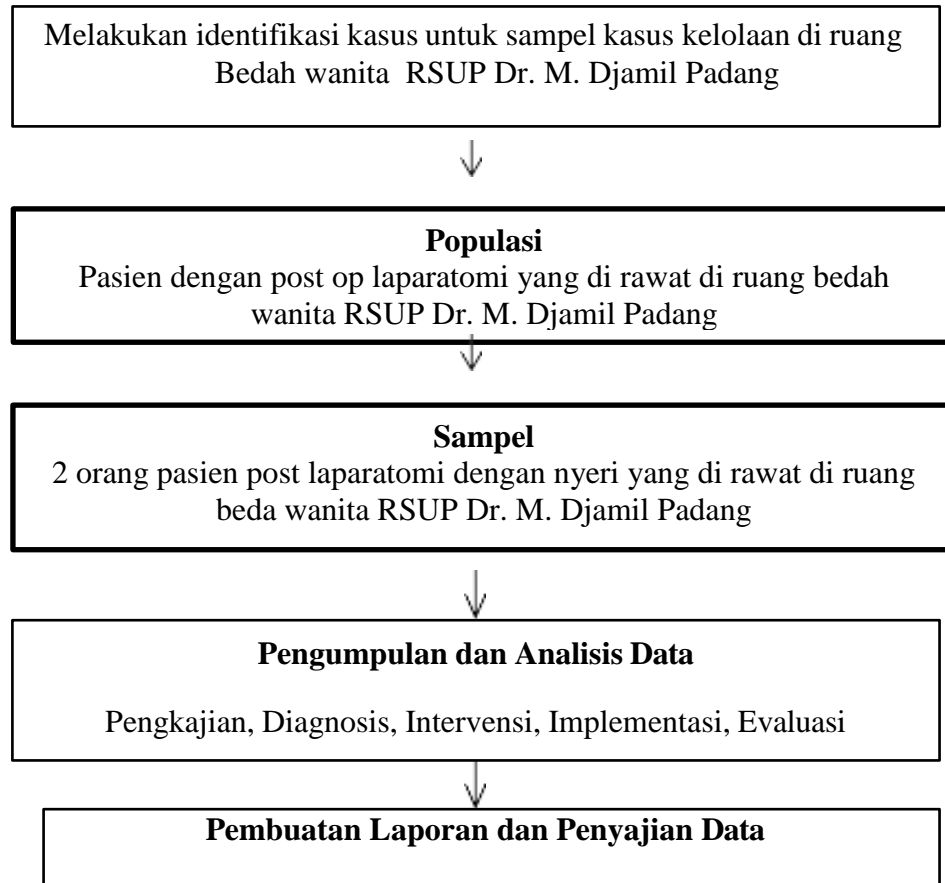 Melakukan identifikasi kasus untuk sampel kasus kelolaan di ruang
Bedah wanita RSUP Dr. M. Djamil Padang
Populasi
Pasien dengan post op laparatomi yang di rawat di ruang bedah
wanita RSUP Dr. M. Djamil Padang
Sampel
2 orang pasien post laparatomi dengan nyeri yang di rawat di ruang
beda wanita RSUP Dr. M. Djamil Padang
Pengumpulan dan Analisis Data
Pengkajian, Diagnosis, Intervensi, Implementasi, Evaluasi
Pembuatan Laporan dan Penyajian Data